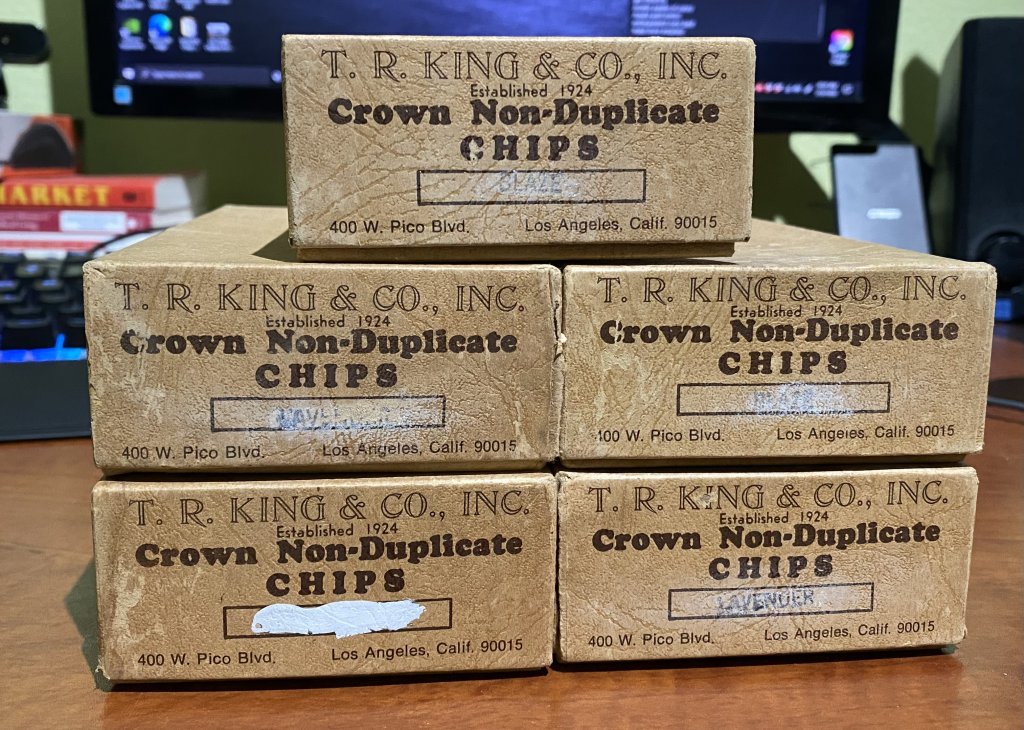 T. R. KING & CO., INC.
Established 1924
Crown Non-Duplicate
CHIPS
BLAZE
400 W. Pico Blvd. Los Angeles, Calif. 90015
T. R. KING & CO., INC.
Established 1924
Crown Non-Duplicate
CHIPS
400 W. Pico Blvd. Los Angeles, Calif. 90015
T. R. KING & CO., INC.
Established 1924
Crown Non-Duplicate
CHIPS
400 W. Pico Blvd. Los Angeles, Calif. 90015
T. R. KING & CO., INC.
Established 1924
Crown Non-Duplicate
CHIPS
400 W. Pico Blvd. Los Angeles, Calif. 90015
T. R. KING & CO., INC.
Established 1924
Crown Non-Duplicate
CHIPS
LAVENDER
400 W. Pico Blvd. Los Angeles, Calif. 90015